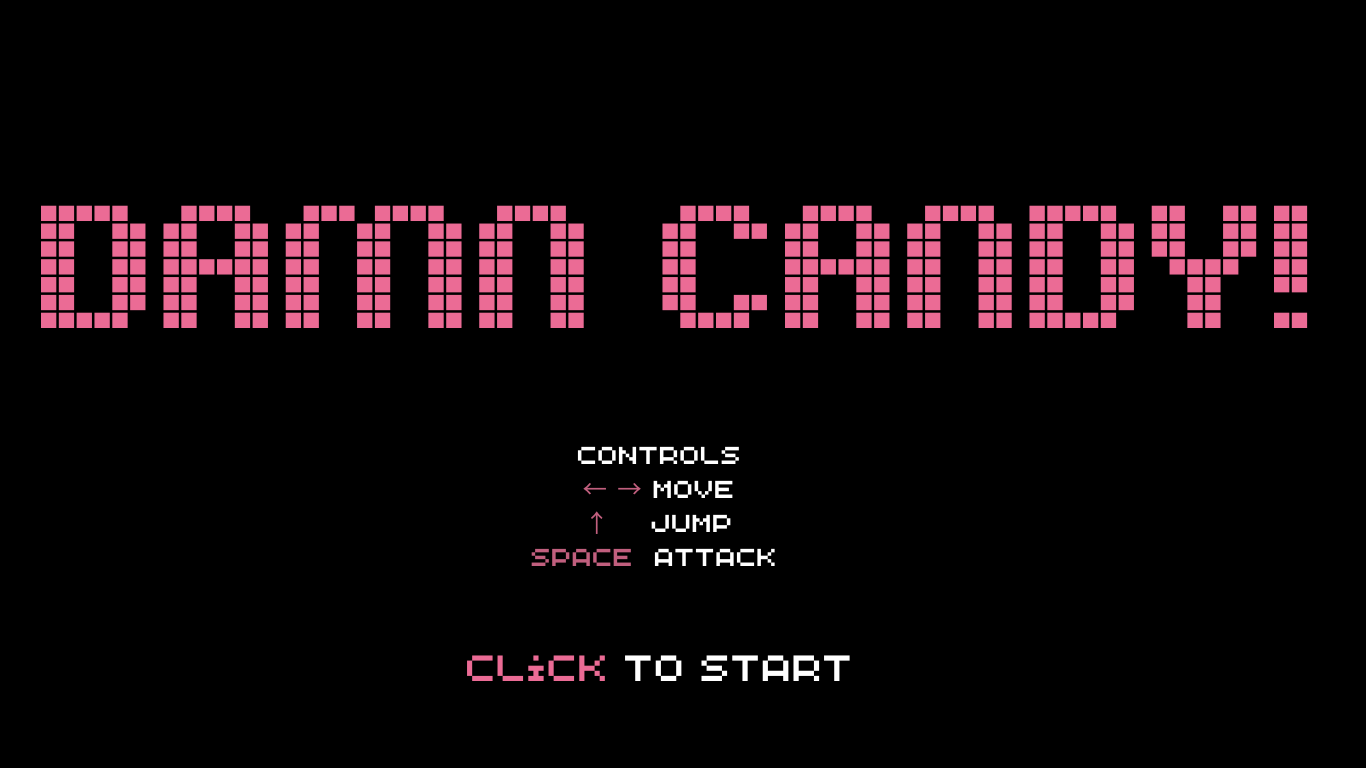 DAMN CANDY!
CONTROLS
← → MOVE
↑ JUMP
SPACE ATTACK
CLiCK TO START